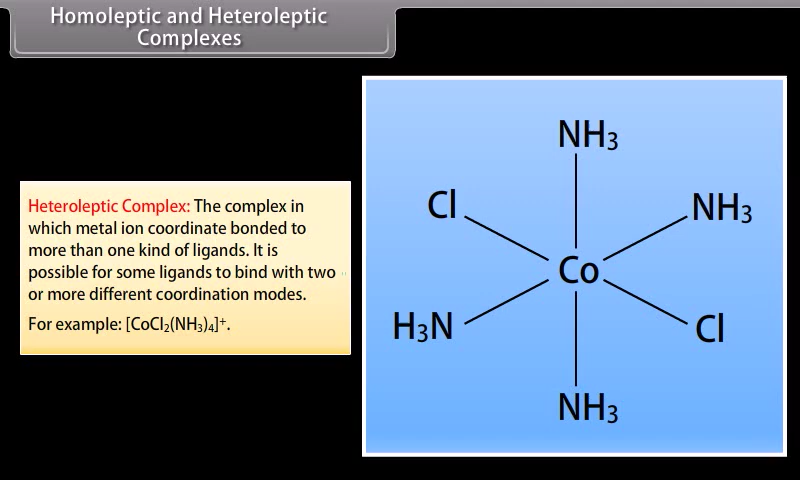 Homoleptic and Heteroleptic
Complexes
Heteroleptic Complex: The complex in
which metal ion coordinate bonded to
more than one kind of ligands. It is
possible for some ligands to bind with two
or more different coordination modes.
For example: [CoCl₂(NH₃)₄]⁺.
NH₃
Cl
NH₃
Co
H₃N
Cl
NH₃